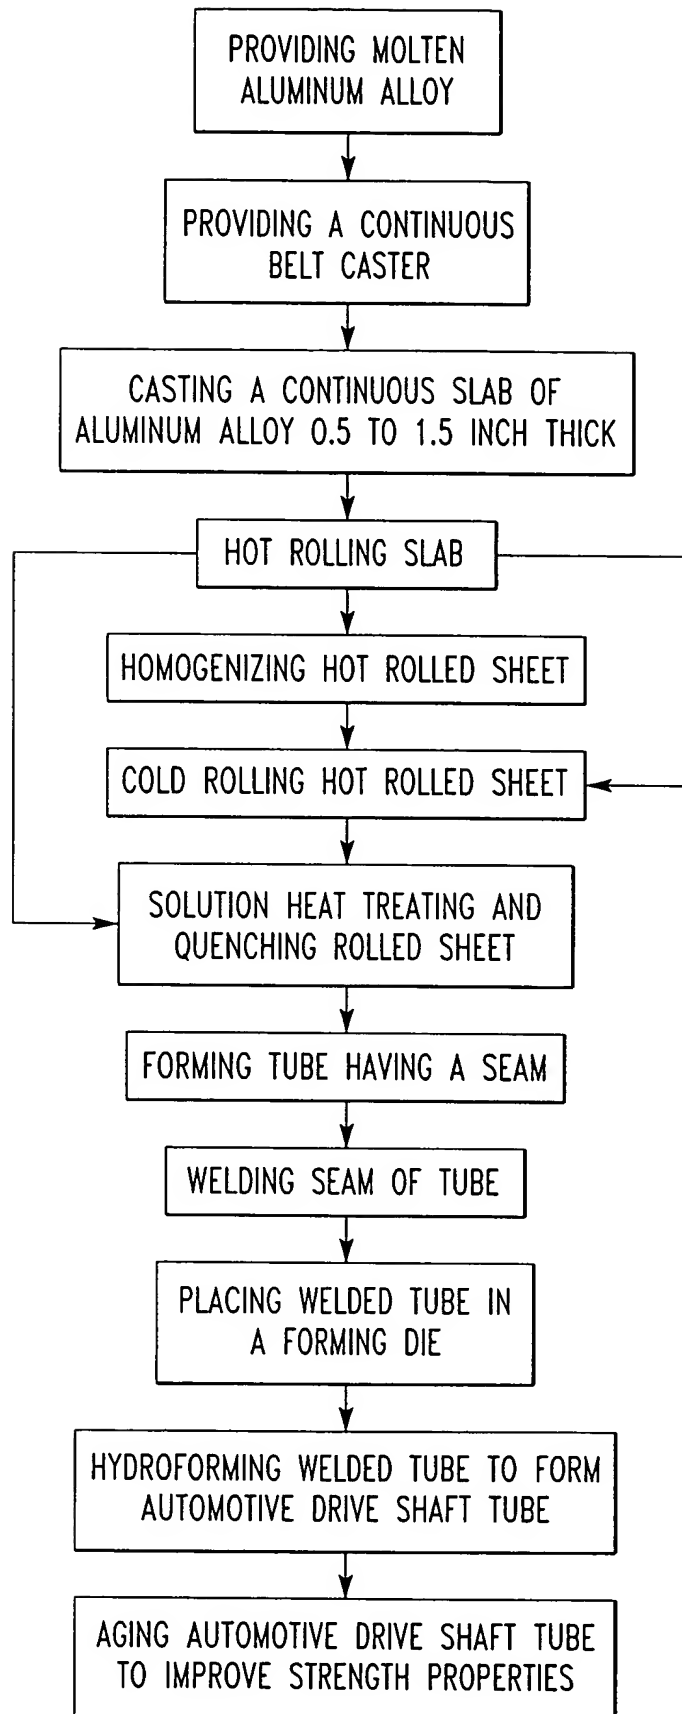 PROVIDING MOLTEN
ALUMINUM ALLOY
PROVIDING A CONTINUOUS
BELT CASTER
CASTING A CONTINUOUS SLAB OF
ALUMINUM ALLOY 0.5 TO 1.5 INCH THICK
HOT ROLLING SLAB
HOMOGENIZING HOT ROLLED SHEET
COLD ROLLING HOT ROLLED SHEET
SOLUTION HEAT TREATING AND
QUENCHING ROLLED SHEET
FORMING TUBE HAVING A SEAM
WELDING SEAM OF TUBE
PLACING WELDED TUBE IN
A FORMING DIE
HYDROFORMING WELDED TUBE TO FORM
AUTOMOTIVE DRIVE SHAFT TUBE
AGING AUTOMOTIVE DRIVE SHAFT TUBE
TO IMPROVE STRENGTH PROPERTIES